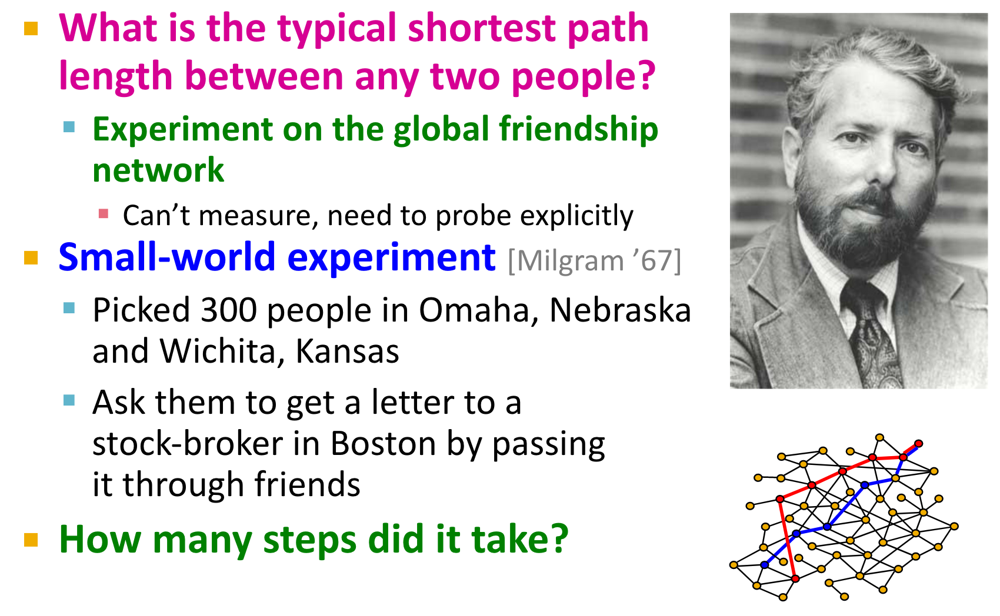 What is the typical shortest path
length between any two people?
Experiment on the global friendship
network
Can’t measure, need to probe explicitly
Small-world experiment [Milgram ’67]
Picked 300 people in Omaha, Nebraska
and Wichita, Kansas
Ask them to get a letter to a
stock-broker in Boston by passing
it through friends
How many steps did it take?